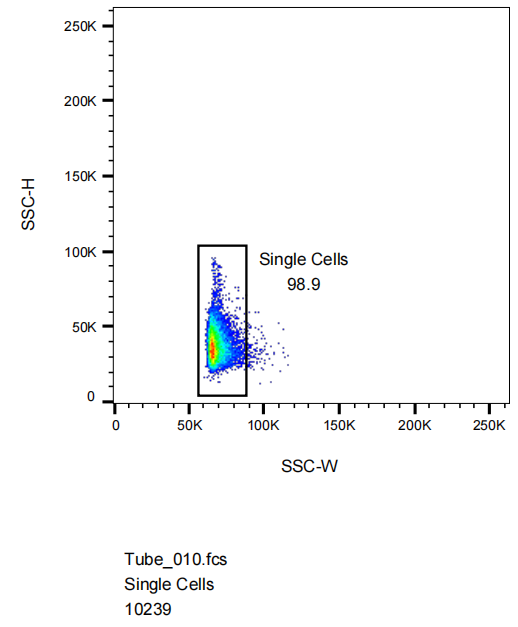 250K
200K
150K
100K
50K
0
SSC-H
Single Cells
98.9
0
50K
100K
150K
200K
250K
SSC-W
Tube_010.fcs
Single Cells
10239